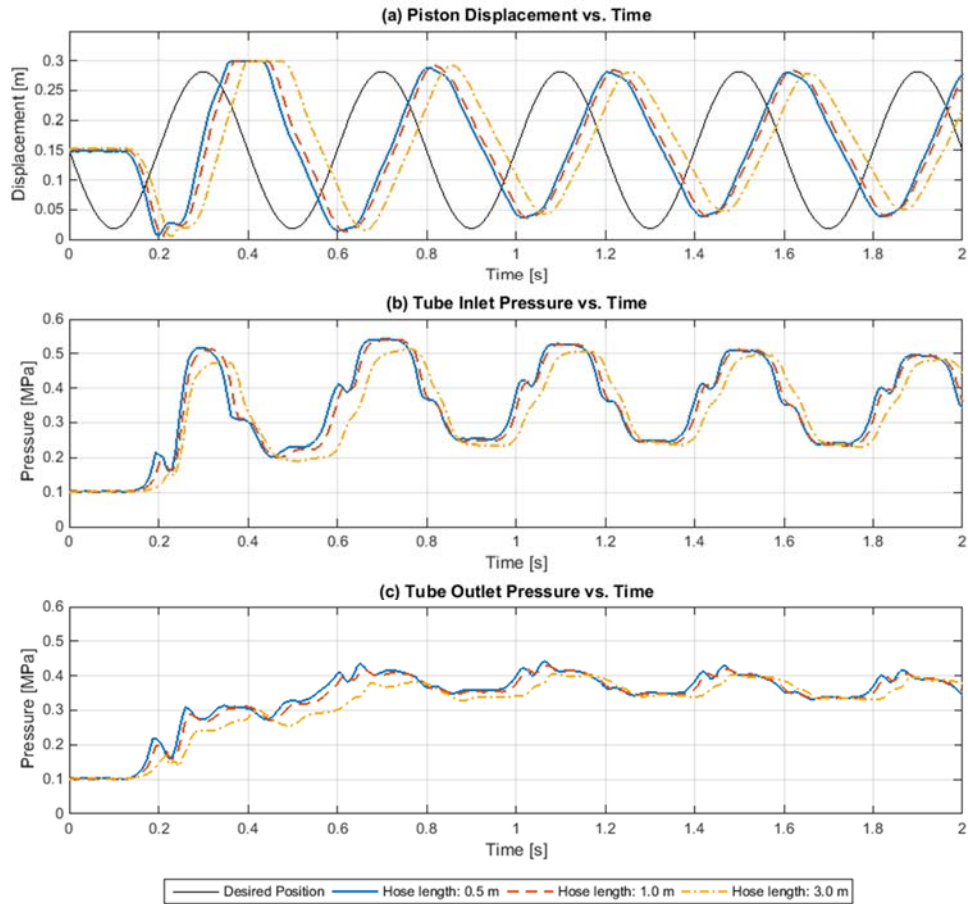 (a) Piston Displacement vs. Time
Displacement [m]
0.3
0.25
0.2
0.15
0.1
0.05
0
0 0.2 0.4 0.6 0.8 1 1.2 1.4 1.6 1.8 2
Time [s]
(b) Tube Inlet Pressure vs. Time
Pressure [MPa]
0.6
0.5
0.4
0.3
0.2
0.1
0
0 0.2 0.4 0.6 0.8 1 1.2 1.4 1.6 1.8 2
Time [s]
(c) Tube Outlet Pressure vs. Time
Pressure [MPa]
0.6
0.5
0.4
0.3
0.2
0.1
0
0 0.2 0.4 0.6 0.8 1 1.2 1.4 1.6 1.8 2
Time [s]
Desired Position Hose length: 0.5 m Hose length: 1.0 m Hose length: 3.0 m